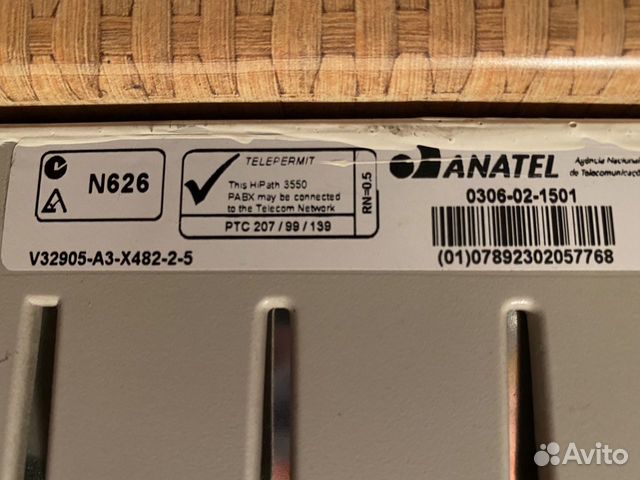 N626
TELEPERMIT
This HiPath 3550
PABX may be connected
to the Telecom Network
PTC 207 / 99 / 139
RN=0.5
ANATEL
Agência Nacional
de Telecomunicaçõ
0306-02-1501
(01)07892302057768
V32905-A3-X482-2-5
Avito